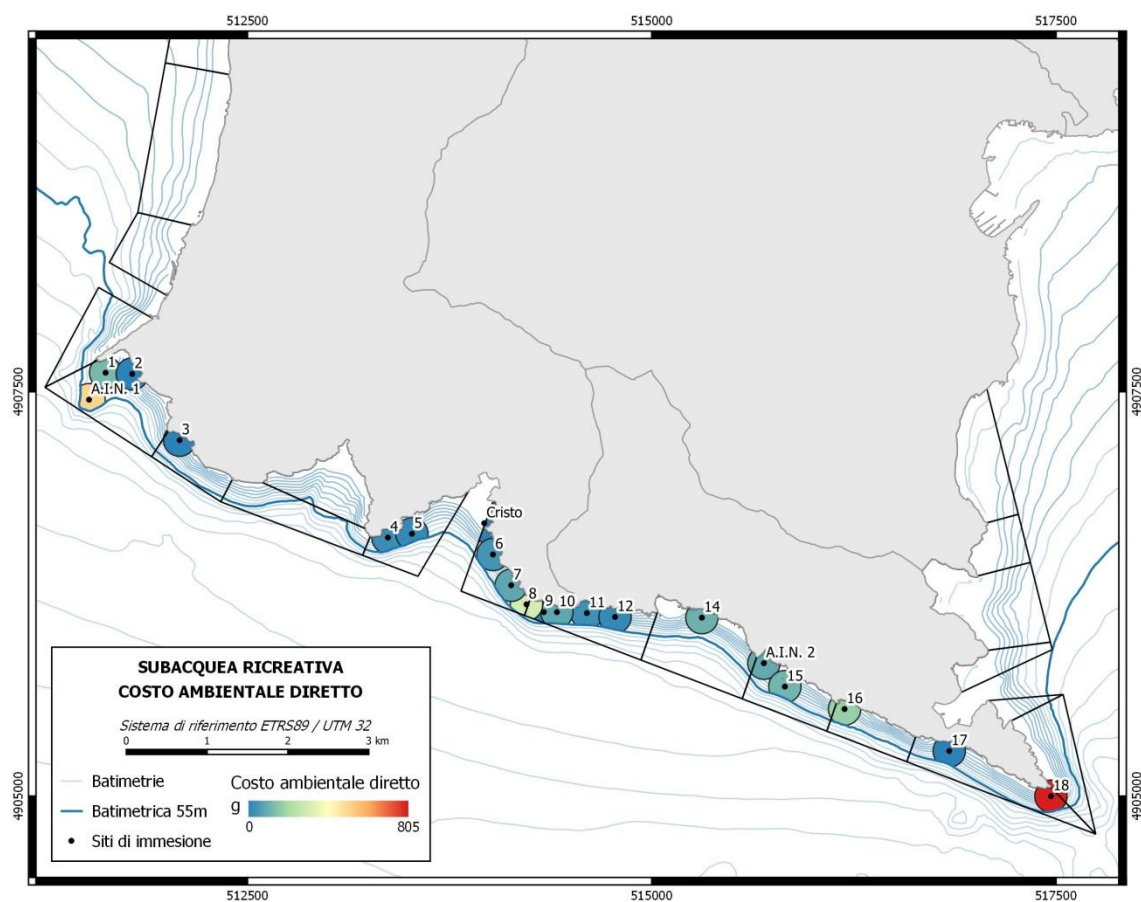 512500 515000 517500
1 2
A.I.N. 1
4907500 4907500
3
Cristo
4 5
6
7
8 9 10 11 12 14
A.I.N. 2
15
16
17
18
4905000 4905000
SUBACQUEA RICREATIVA
COSTO AMBIENTALE DIRETTO
Sistema di riferimento ETRS89 / UTM 32
0 1 2 3 km
Batimetrie
Costo ambientale diretto
Batimetrica 55m
g
0 805
Siti di immesione
512500 515000 517500